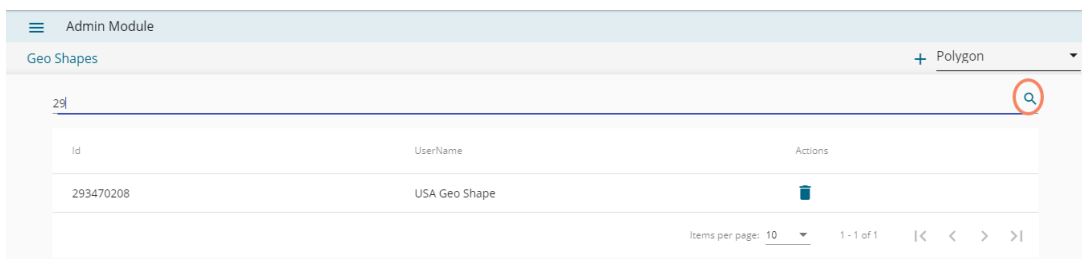 Admin Module
Geo Shapes + Polygon
29
Id UserName Actions
293470208 USA Geo Shape
Items per page: 10 1 - 1 of 1